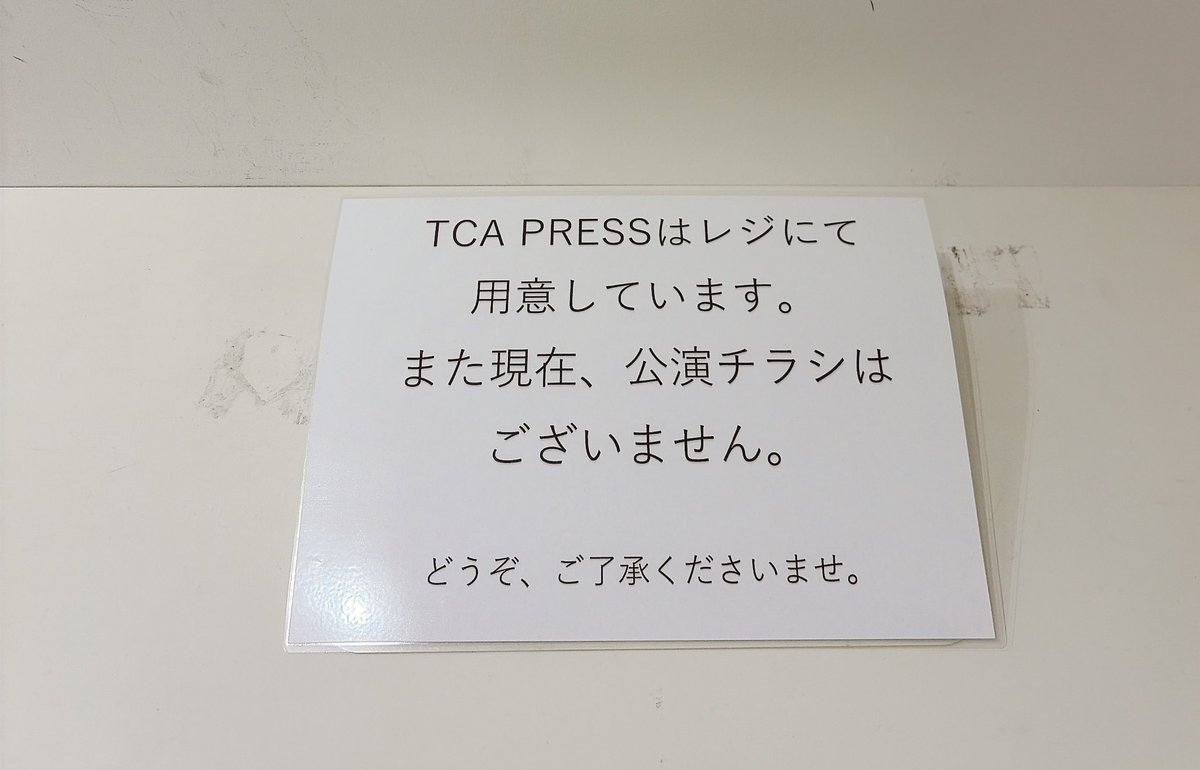 TCA PRESSはレジにて
用意しています。
また現在、公演チラシは
ございません。
どうぞ、ご了承くださいませ。